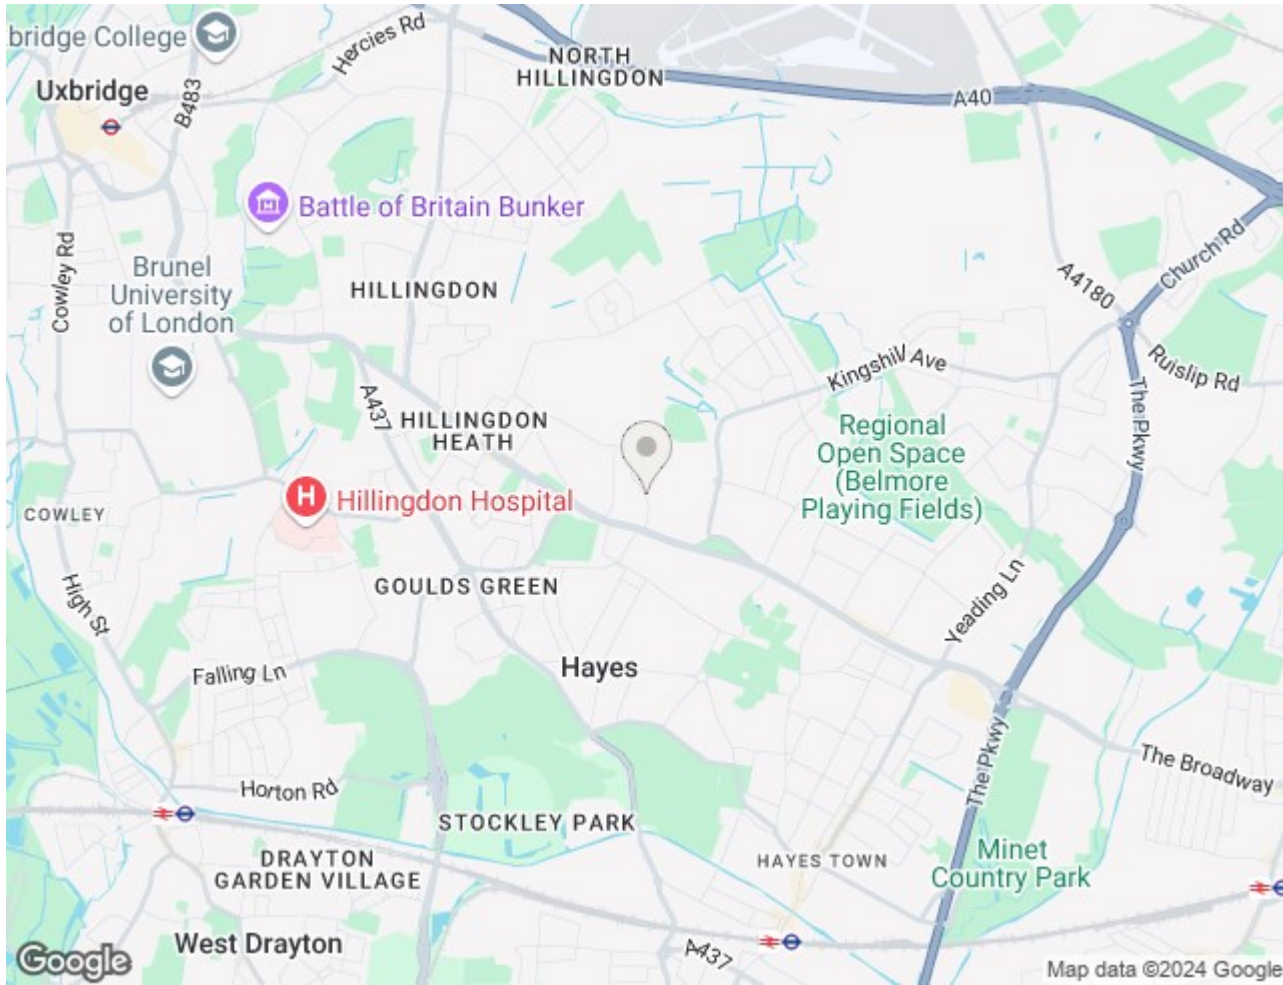 bridge College
Hercies Rd
NORTH
HILLINGDON
Uxbridge
B483
A40
Battle of Britain Bunker
Church Rd
Cowley Rd
Brunel
University
of London
HILLINGDON
A4180
Kingshill Ave
Ruislip Rd
A437
HILLINGDON
HEATH
The Pkwy
Regional
Open Space
(Belmore
Playing Fields)
H
Hillingdon Hospital
COWLEY
High St
GOULDS GREEN
Yeading Ln
Falling Ln
Hayes
The Pkwy
The Broadway
Horton Rd
STOCKLEY PARK
DRAYTON
GARDEN VILLAGE
HAYES TOWN
Minet
Country Park
West Drayton
A437
Google
Map data ©2024 Google